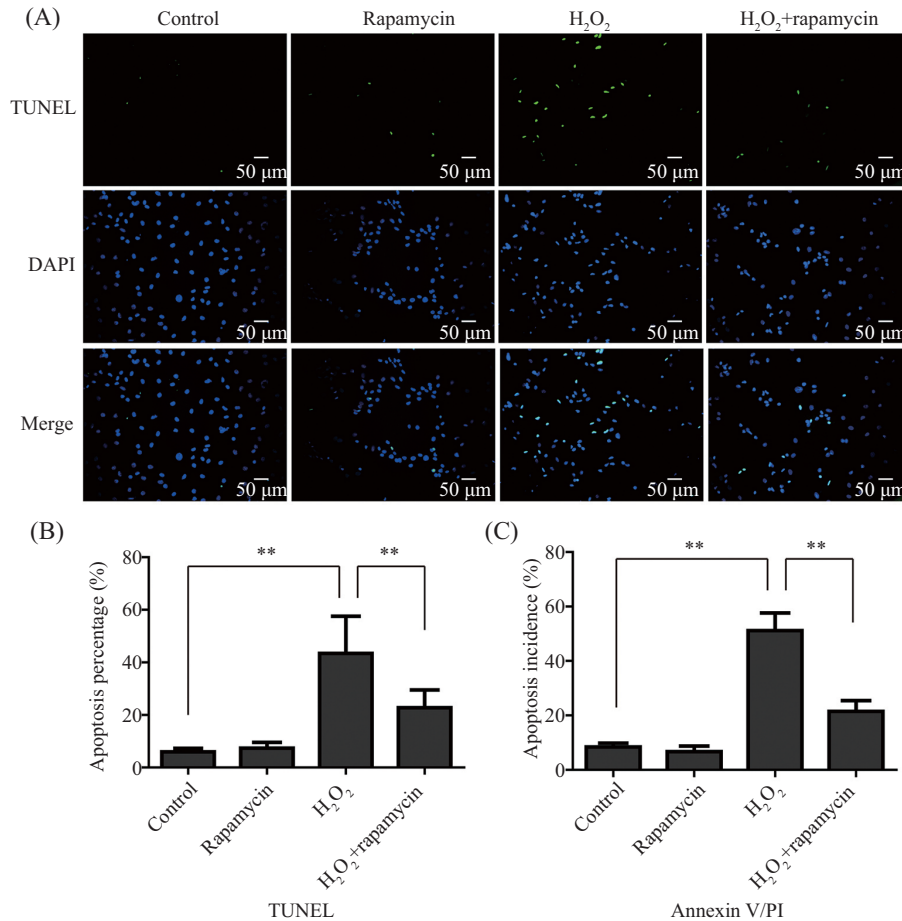 (A)
Control Rapamycin H₂O₂ H₂O₂+rapamycin
TUNEL
50 μm 50 μm 50 μm 50 μm
DAPI
50 μm 50 μm 50 μm 50 μm
Merge
50 μm 50 μm 50 μm 50 μm
(B)
Apoptosis percentage (%)
80
60
40
20
0
** **
Control
Rapamycin
H₂O₂
H₂O₂+rapamycin
TUNEL
(C)
Apoptosis incidence (%)
80
60
40
20
0
** **
Control
Rapamycin
H₂O₂
H₂O₂+rapamycin
Annexin V/PI